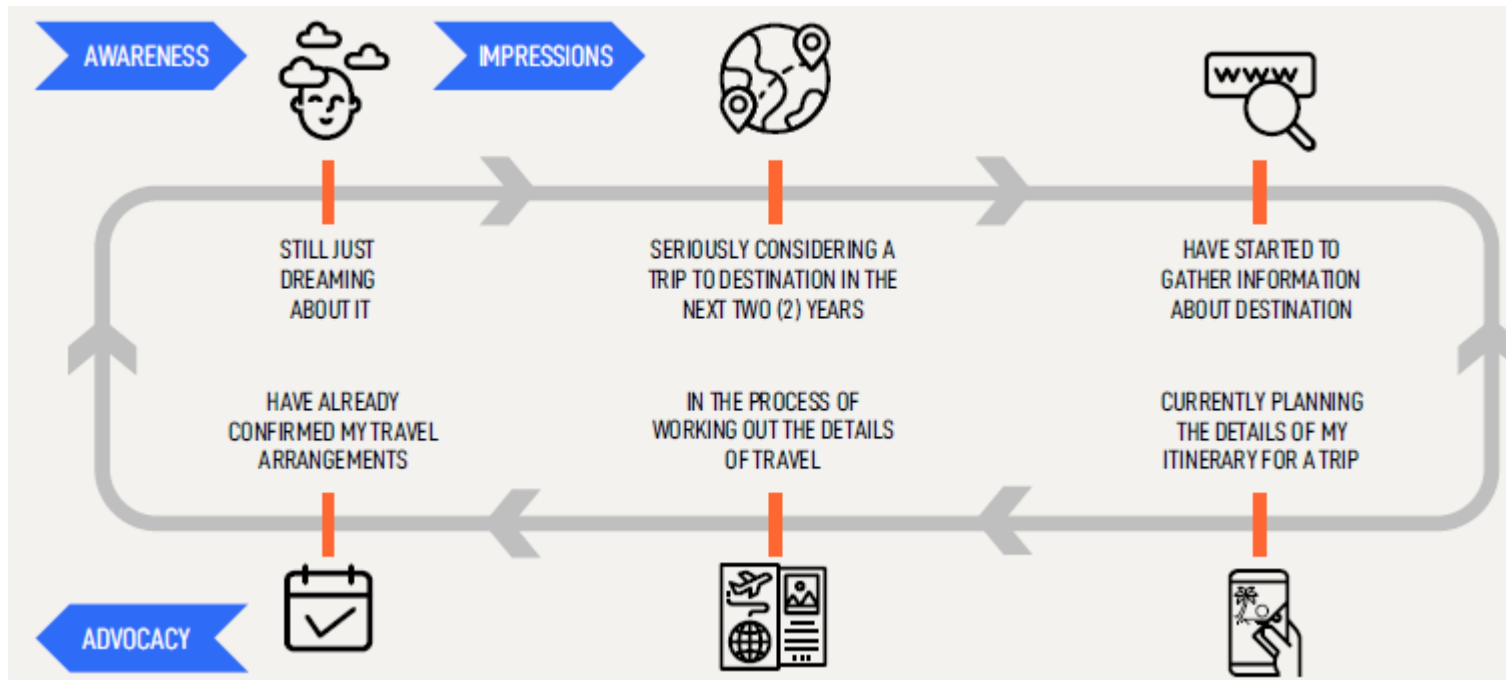 AWARENESS
IMPRESSIONS
www
STILL JUST
DREAMING
ABOUT IT
SERIOUSLY CONSIDERING A
TRIP TO DESTINATION IN THE
NEXT TWO (2) YEARS
HAVE STARTED TO
GATHER INFORMATION
ABOUT DESTINATION
HAVE ALREADY
CONFIRMED MY TRAVEL
ARRANGEMENTS
IN THE PROCESS OF
WORKING OUT THE DETAILS
OF TRAVEL
CURRENTLY PLANNING
THE DETAILS OF MY
ITINERARY FOR A TRIP
ADVOCACY